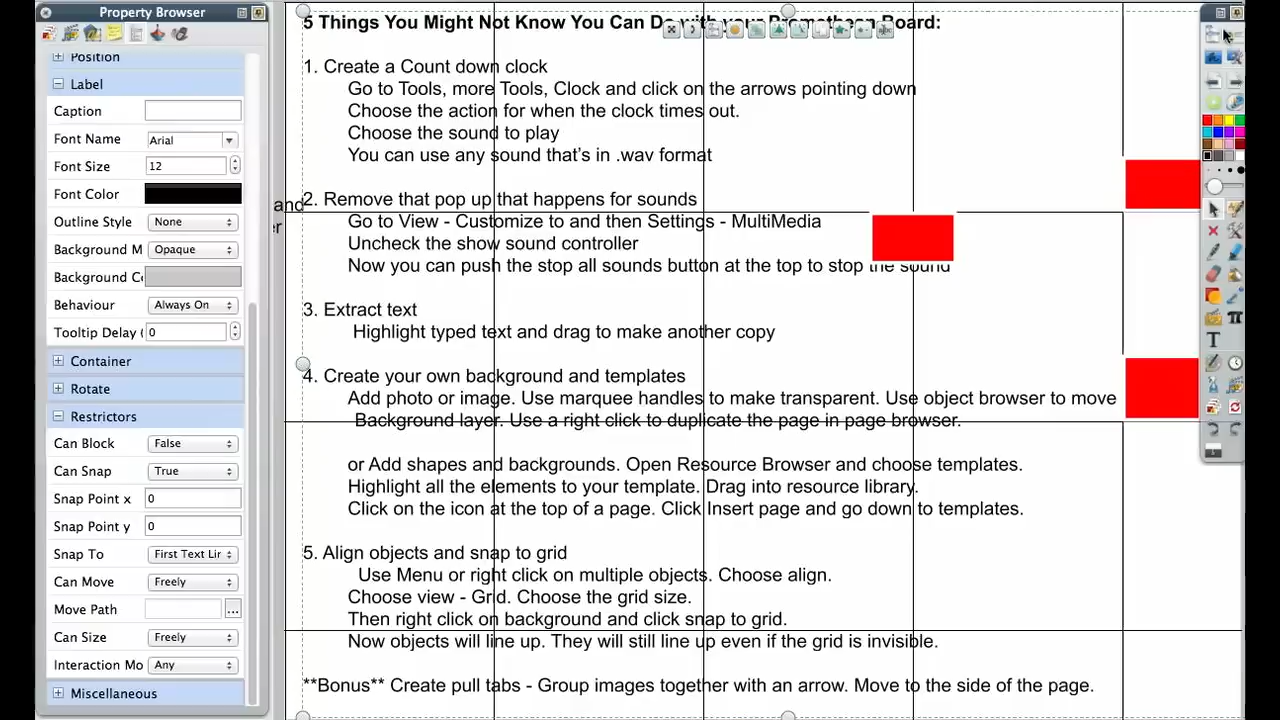 Property Browser
Position
Label
Caption
Font Name Arial
Font Size 12
Font Color
Outline Style None
Background M Opaque
Background Co
Behaviour Always On
Tooltip Delay ( 0
Container
Rotate
Restrictors
Can Block False
Can Snap True
Snap Point x 0
Snap Point y 0
Snap To First Text Lir
Can Move Freely
Move Path ...
Can Size Freely
Interaction Mo Any
Miscellaneous
and
er
5 Things You Might Not Know You Can Do with your Promethean Board:
1. Create a Count down clock
Go to Tools, more Tools, Clock and click on the arrows pointing down
Choose the action for when the clock times out.
Choose the sound to play
You can use any sound that's in .wav format
2. Remove that pop up that happens for sounds
Go to View - Customize to and then Settings - MultiMedia
Uncheck the show sound controller
Now you can push the stop all sounds button at the top to stop the sound
3. Extract text
Highlight typed text and drag to make another copy
4. Create your own background and templates
Add photo or image. Use marquee handles to make transparent. Use object browser to move
Background layer. Use a right click to duplicate the page in page browser.
or Add shapes and backgrounds. Open Resource Browser and choose templates.
Highlight all the elements to your template. Drag into resource library.
Click on the icon at the top of a page. Click Insert page and go down to templates.
5. Align objects and snap to grid
Use Menu or right click on multiple objects. Choose align.
Choose view - Grid. Choose the grid size.
Then right click on background and click snap to grid.
Now objects will line up. They will still line up even if the grid is invisible.
**Bonus** Create pull tabs - Group images together with an arrow. Move to the side of the page.